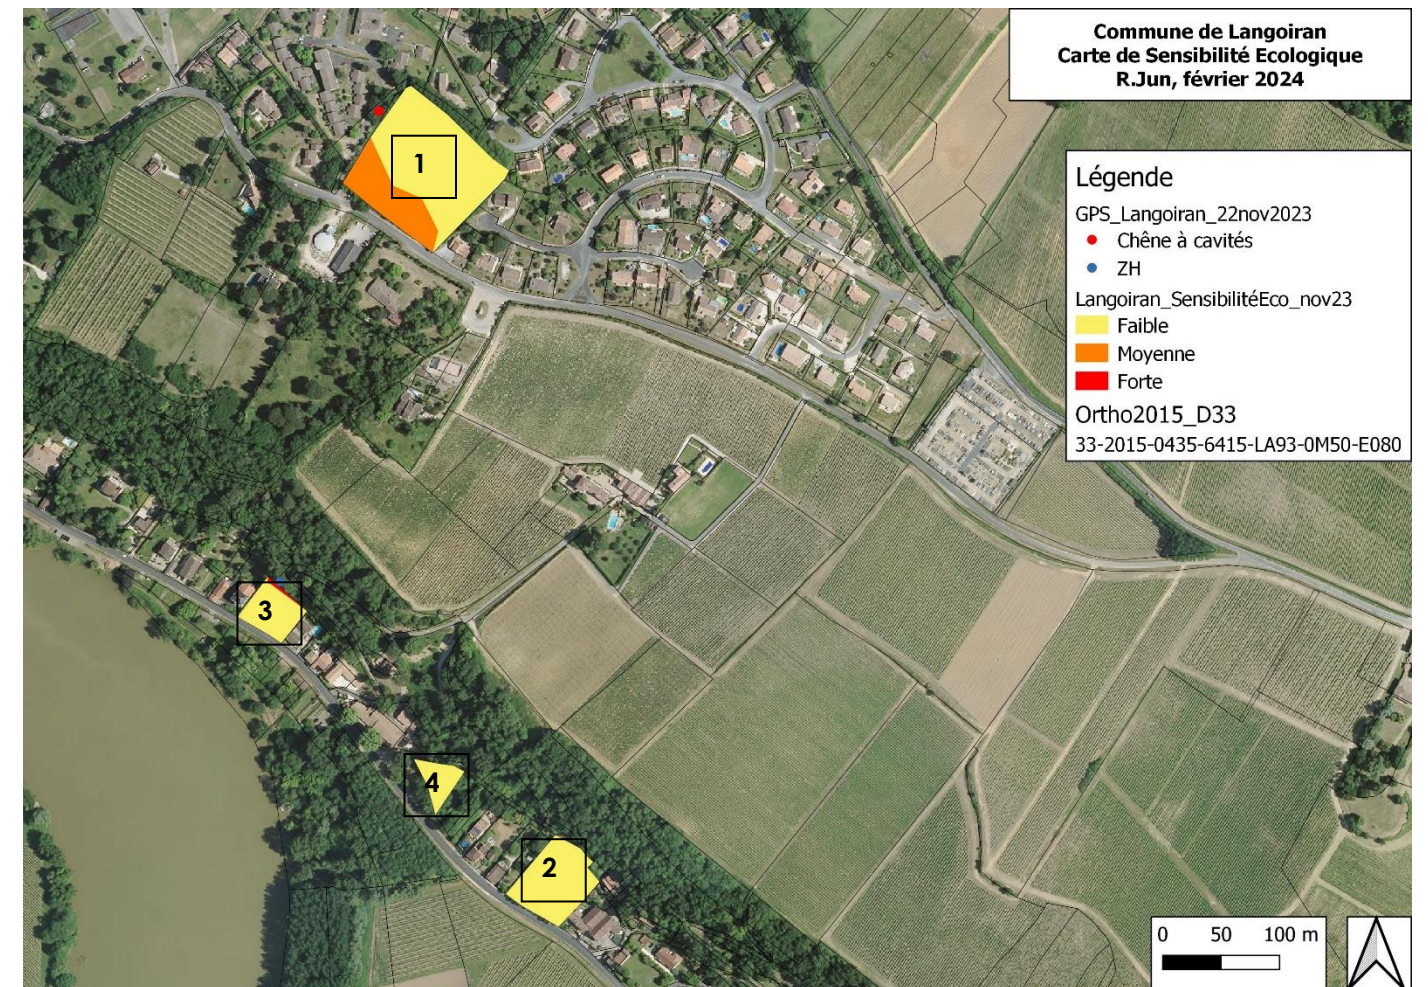 Commune de Langoiran
Carte de Sensibilité Ecologique
R.Jun, février 2024
Légende
GPS_Langoiran_22nov2023
Chêne à cavités
ZH
Langoiran_SensibilitéEco_nov23
Faible
Moyenne
Forte
Ortho2015_D33
33-2015-0435-6415-LA93-0M50-E080
1
3
4
2
0 50 100 m